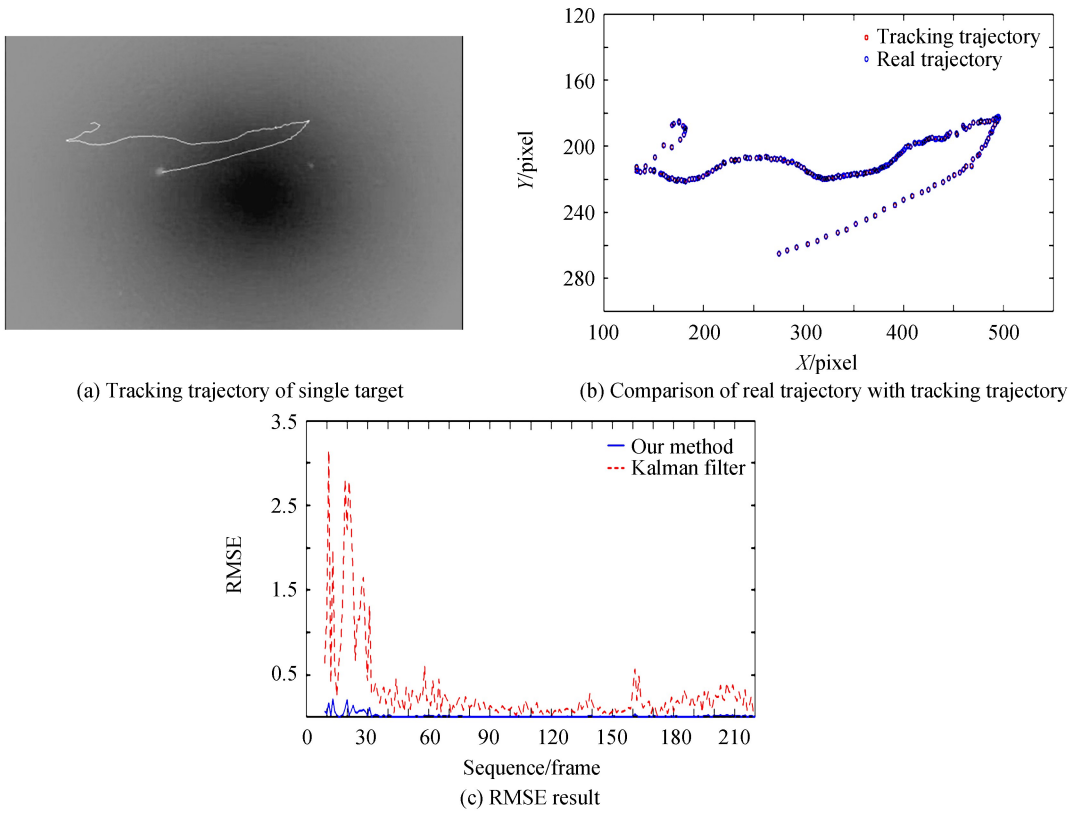 120
160
200
240
280
Y/pixel
Tracking trajectory
Real trajectory
100 200 300 400 500
X/pixel
(a) Tracking trajectory of single target
(b) Comparison of real trajectory with tracking trajectory
3.5
2.5
1.5
0.5
RMSE
Our method
Kalman filter
0 30 60 90 120 150 180 210
Sequence/frame
(c) RMSE result